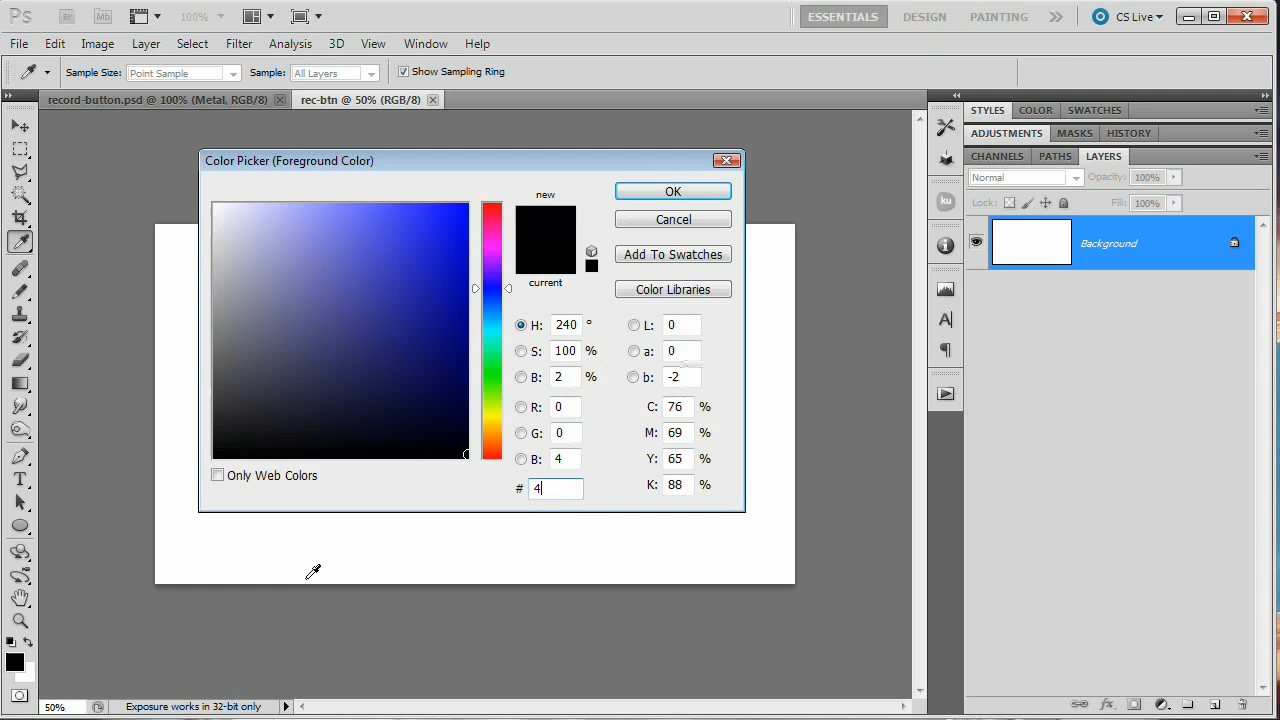 Ps Br Mb 100% ESSENTIALS DESIGN PAINTING CS Live
File Edit Image Layer Select Filter Analysis 3D View Window Help
Sample Size: Point Sample Sample: All Layers Show Sampling Ring
record-button.psd @ 100% (Metal, RGB/8) rec-btn @ 50% (RGB/8)
STYLES COLOR SWATCHES
ADJUSTMENTS MASKS HISTORY
CHANNELS PATHS LAYERS
Normal Opacity: 100%
Lock: Fill: 100%
Background
ku
Color Picker (Foreground Color)
new
current
OK
Cancel
Add To Swatches
Color Libraries
H: 240 °
S: 100 %
B: 2 %
R: 0
G: 0
B: 4
# 4
L: 0
a: 0
b: -2
C: 76 %
M: 69 %
Y: 65 %
K: 88 %
Only Web Colors
50% Exposure works in 32-bit only